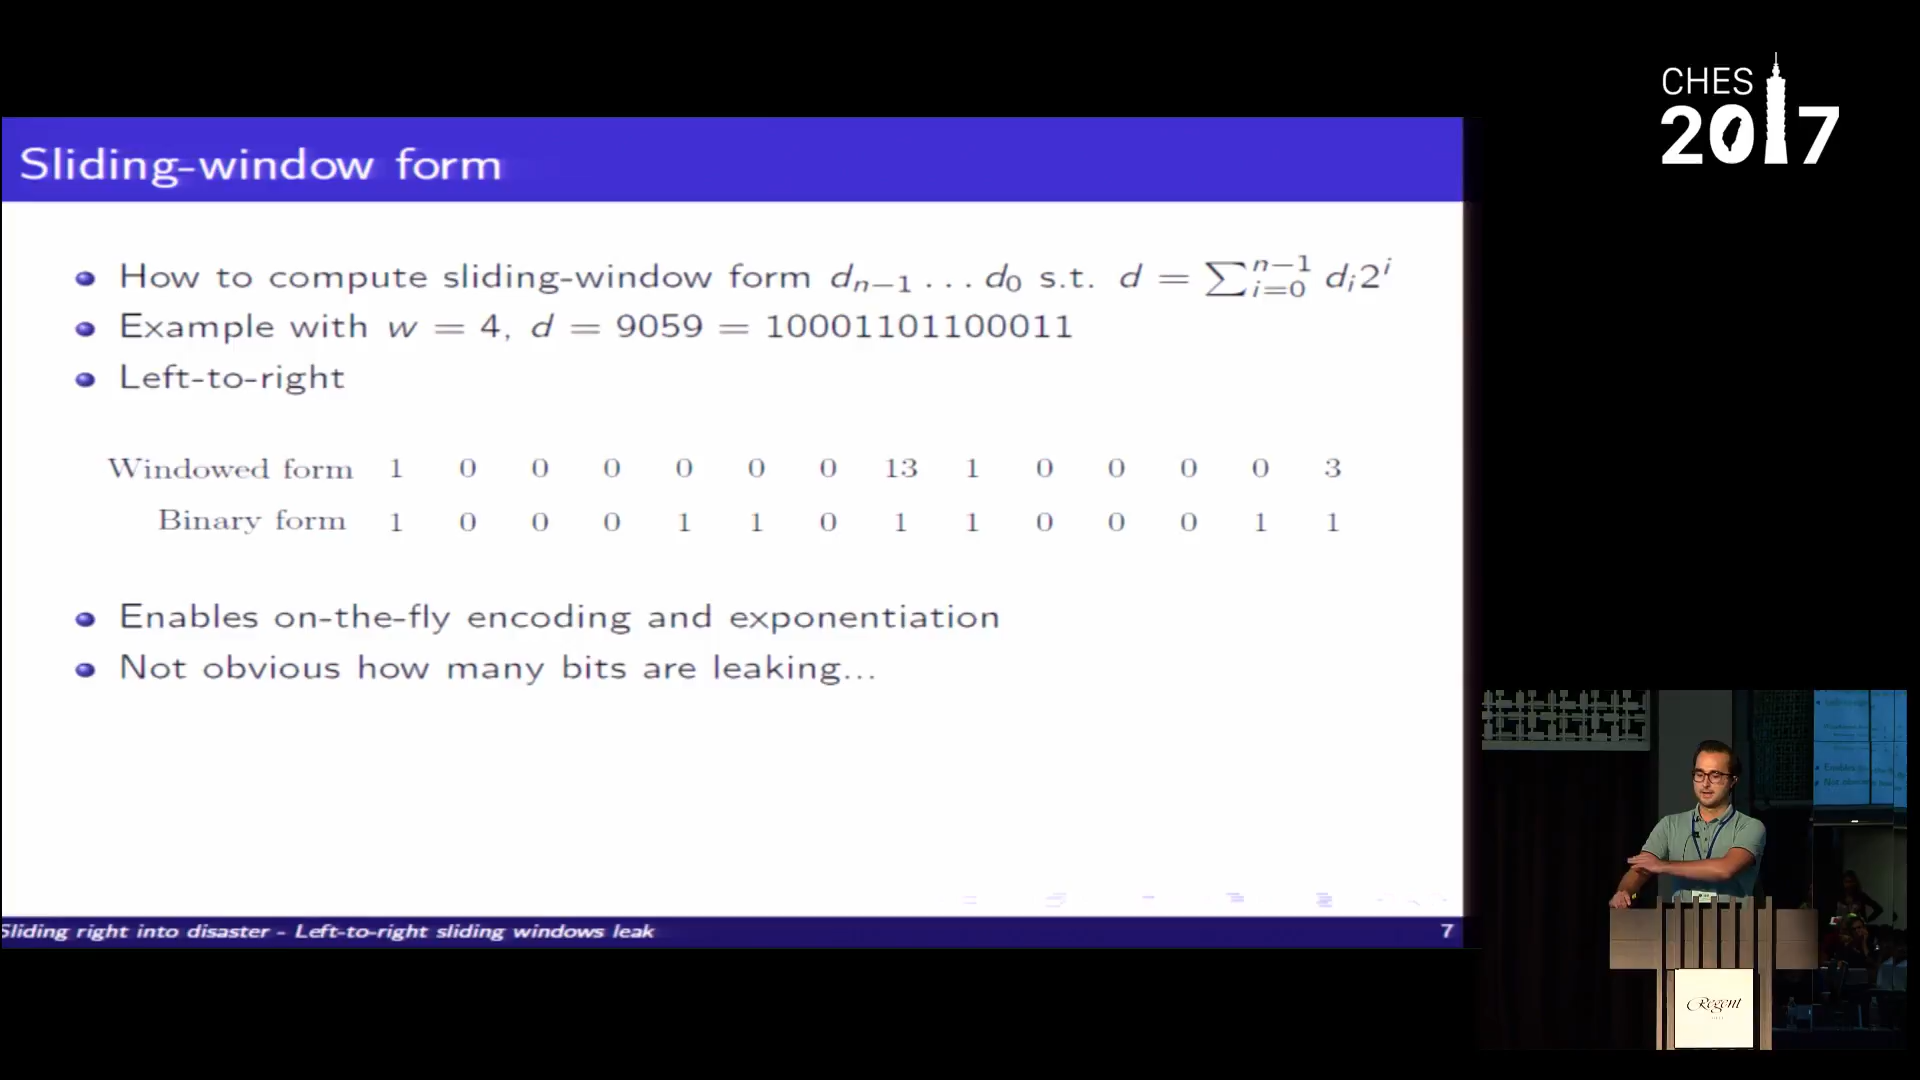 CHES
2017
Sliding-window form
How to compute sliding-window form d_{n−1} . . . d_0 s.t. d = ∑_{i=0}^{n−1} d_i 2^i
Example with w = 4, d = 9059 = 10001101100011
Left-to-right
Windowed form 1 0 0 0 0 0 0 13 1 0 0 0 0 3
Binary form 1 0 0 0 1 1 0 1 1 0 0 0 1 1
Enables on-the-fly encoding and exponentiation
Not obvious how many bits are leaking...
Sliding right into disaster - Left-to-right sliding windows leak 7
Regent